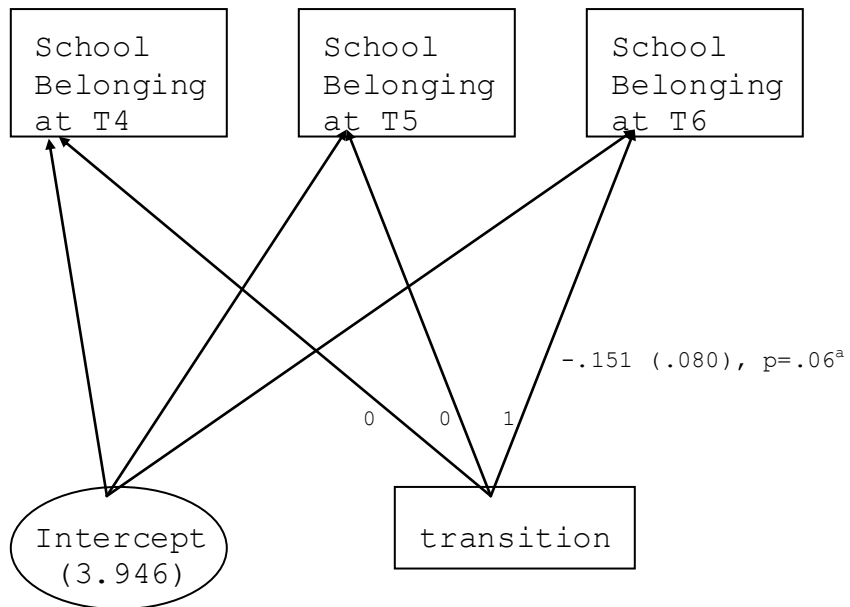 School
Belonging
at T4
School
Belonging
at T5
School
Belonging
at T6
-.151 (.080), p=.06ᵃ
0 0 1
Intercept
(3.946)
transition